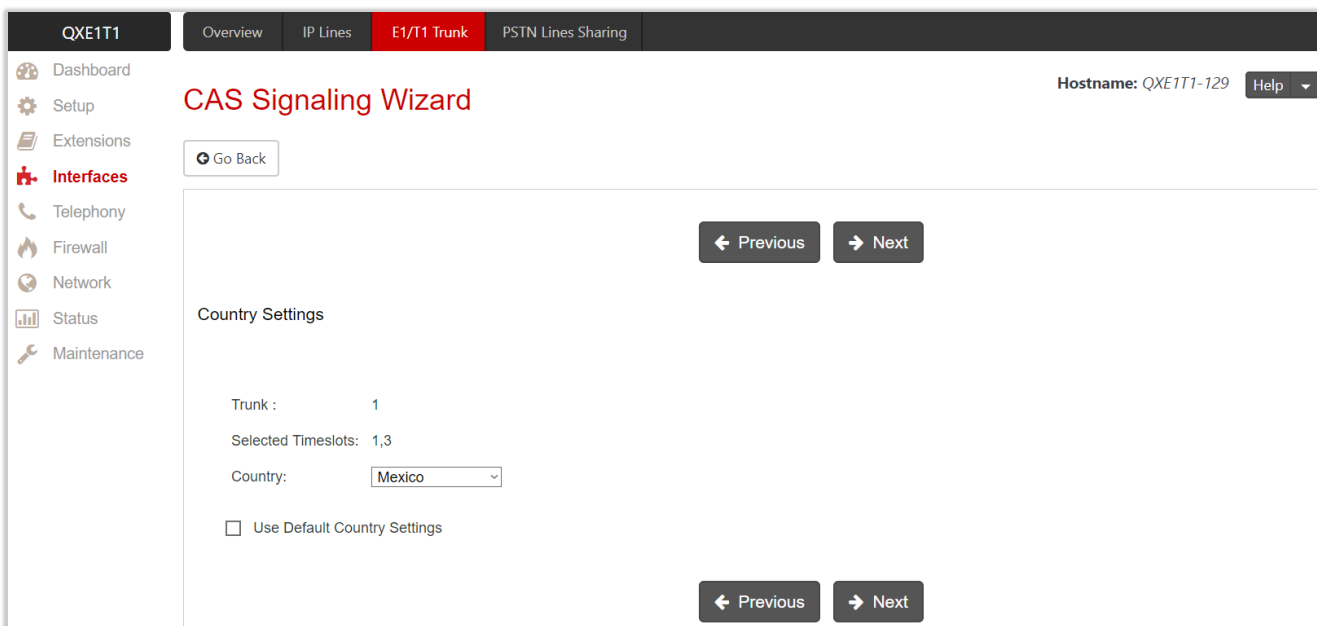 QXE1T1
Overview
IP Lines
E1/T1 Trunk
PSTN Lines Sharing
Dashboard
Setup
Extensions
Interfaces
Telephony
Firewall
Network
Status
Maintenance
CAS Signaling Wizard
Hostname: QXE1T1-129
Help
Go Back
Previous
Next
Country Settings
Trunk : 1
Selected Timeslots: 1,3
Country: Mexico
Use Default Country Settings
Previous
Next